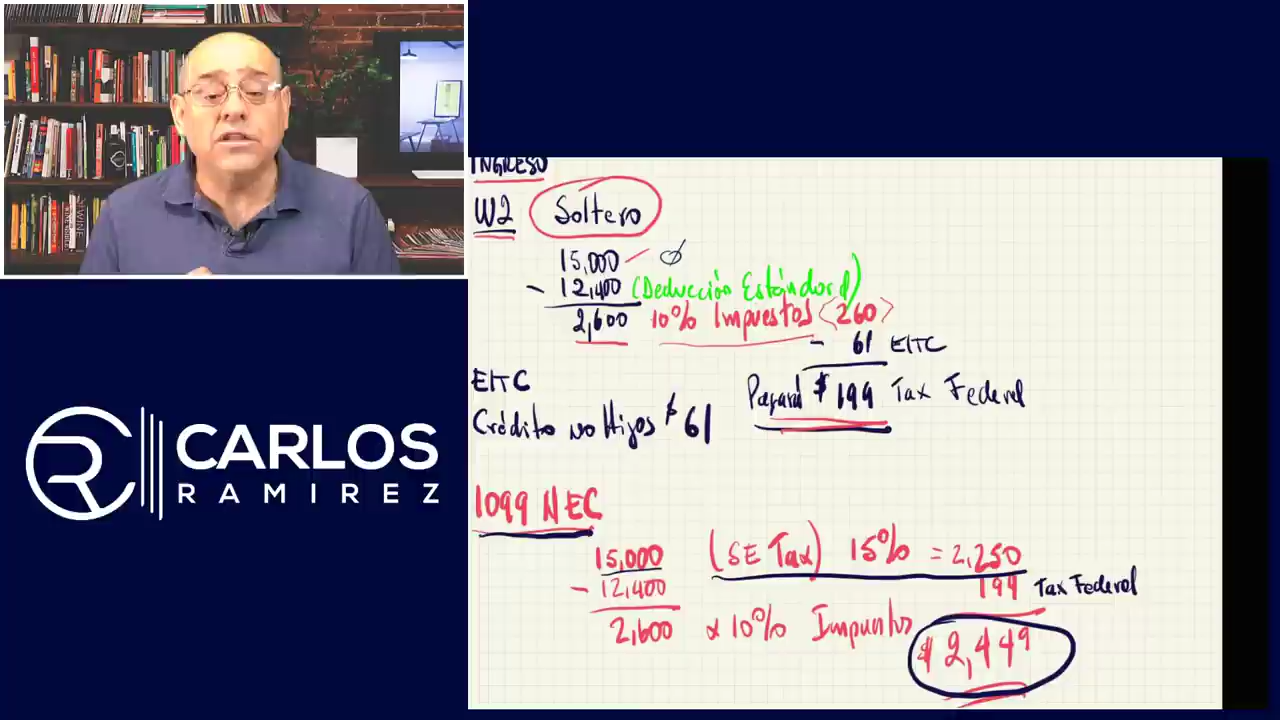 INGRESO
W2 Soltero
15,000
- 12,400 (Deducción Estándard)
2,600 10% Impuestos <260>
- 61 EITC
EITC
Pagará $199 Tax Federal
Crédito no Hijos $61
CARLOS
RAMIREZ
1099 NEC
15,000 (SE Tax) 15% = 2,250
- 12,400 199 Tax Federal
2,600 x 10% Impuestos
$2,449